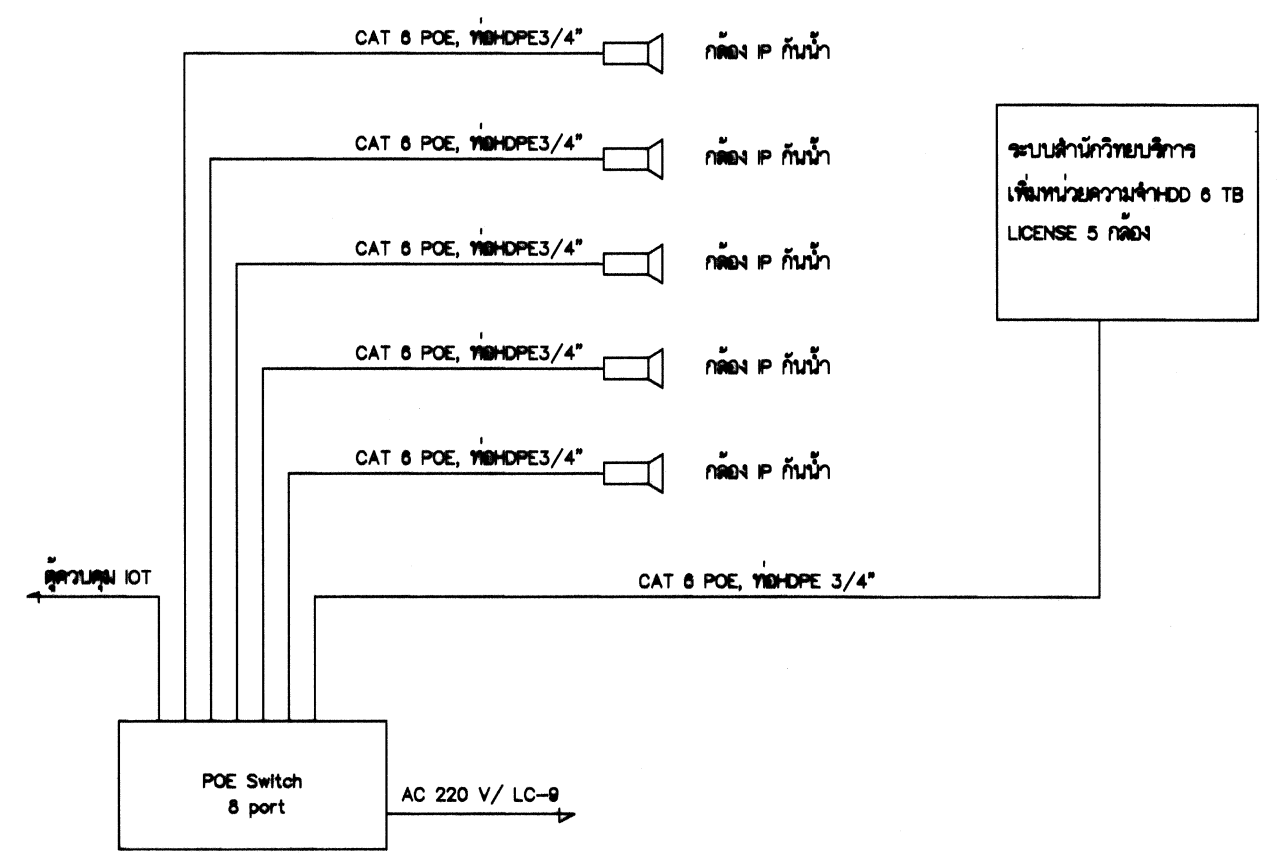 CAT 6 POE, ท่อHDPE3/4"
กล้อง IP กันน้ำ
CAT 6 POE, ท่อHDPE3/4"
กล้อง IP กันน้ำ
ระบบสำนักวิทยบริการ
เพิ่มหน่วยความจำHDD 6 TB
LICENSE 5 กล้อง
CAT 6 POE, ท่อHDPE3/4"
กล้อง IP กันน้ำ
CAT 6 POE, ท่อHDPE3/4"
กล้อง IP กันน้ำ
CAT 6 POE, ท่อHDPE3/4"
กล้อง IP กันน้ำ
ตู้ควบคุม IOT
CAT 6 POE, ท่อHDPE 3/4"
POE Switch
8 port
AC 220 V/ LC-9